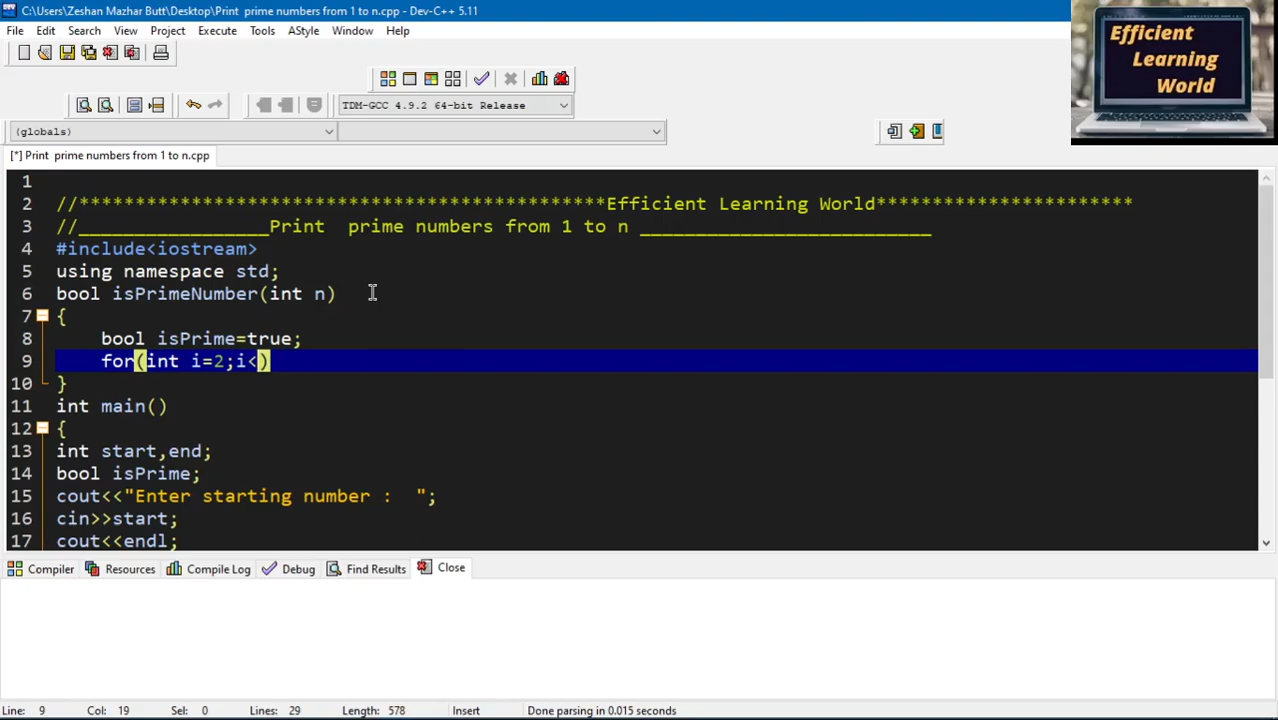 C:\Users\Zeshan Mazhar Butt\Desktop\Print  prime numbers from 1 to n.cpp - Dev-C++ 5.11
File Edit Search View Project Execute Tools AStyle Window Help
Efficient
Learning
World
TDM-GCC 4.9.2 64-bit Release
(globals)
[*] Print  prime numbers from 1 to n.cpp
1
2 //***********************************************Efficient Learning World***********************
3 //_________________Print  prime numbers from 1 to n __________________________
4 #include<iostream>
5 using namespace std;
6 bool isPrimeNumber(int n)
7 {
8 bool isPrime=true;
9 for(int i=2;i<)
10 }
11 int main()
12 {
13 int start,end;
14 bool isPrime;
15 cout<<"Enter starting number :  ";
16 cin>>start;
17 cout<<endl;
Compiler Resources Compile Log Debug Find Results Close
Line: 9 Col: 19 Sel: 0 Lines: 29 Length: 578 Insert Done parsing in 0.015 seconds